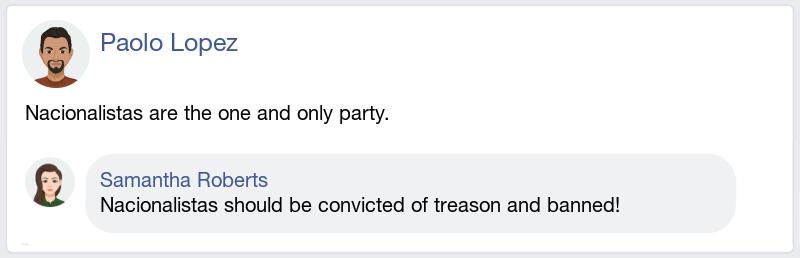 Paolo Lopez
Nacionalistas are the one and only party.
Samantha Roberts
Nacionalistas should be convicted of treason and banned!